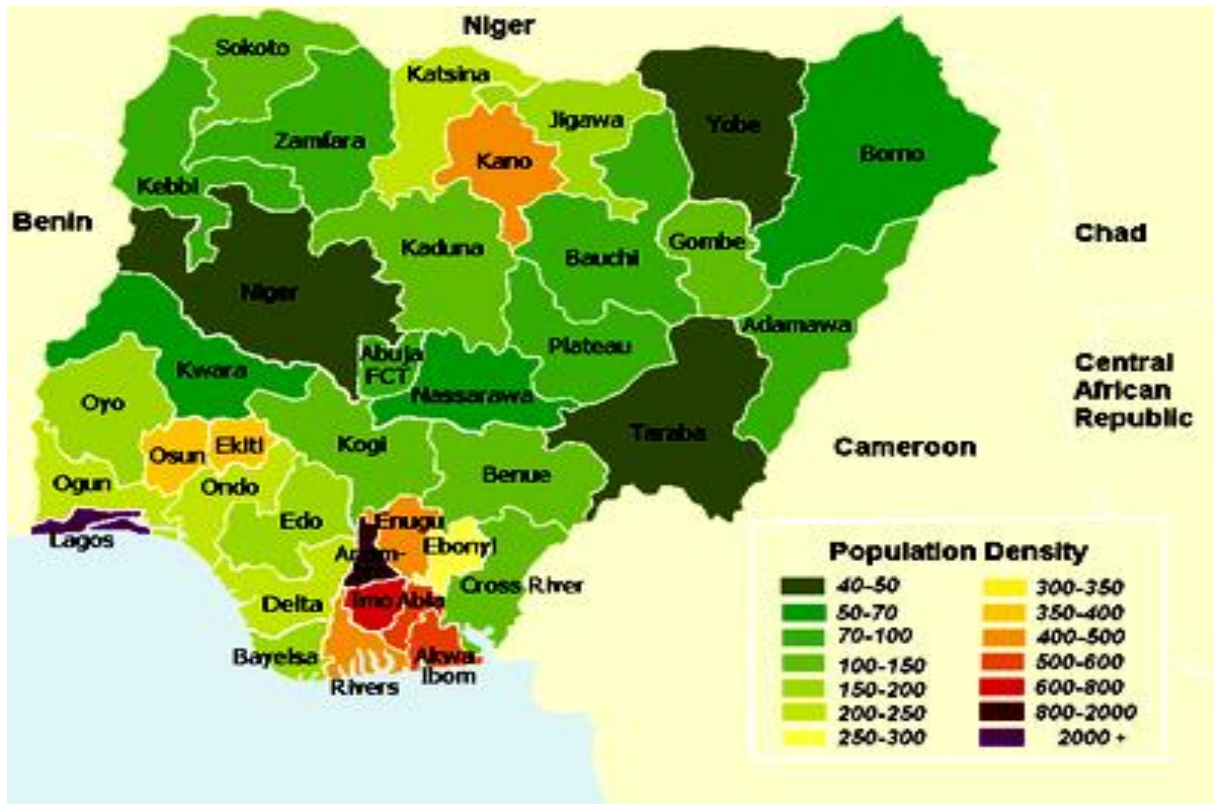 Niger
Sokoto
Katsina
Jigawa
Yobe
Zamfara
Kano
Borno
Kebbi
Benin
Chad
Kaduna
Gombe
Bauchi
Niger
Adamawa
Plateau
Abuja
FCT
Kwara
Nassarawa
Central
African
Republic
Oyo
Taraba
Kogi
Ekiti
Osun
Cameroon
Benue
Ogun
Ondo
Edo
Enugu
Lagos
Ebonyi
Cross River
Delta
Imo
Abia
Bayelsa
Akwa
Ibom
Rivers
Population Density
40-50
50-70
70-100
100-150
150-200
200-250
250-300
300-350
350-400
400-500
500-600
600-800
800-2000
2000 +